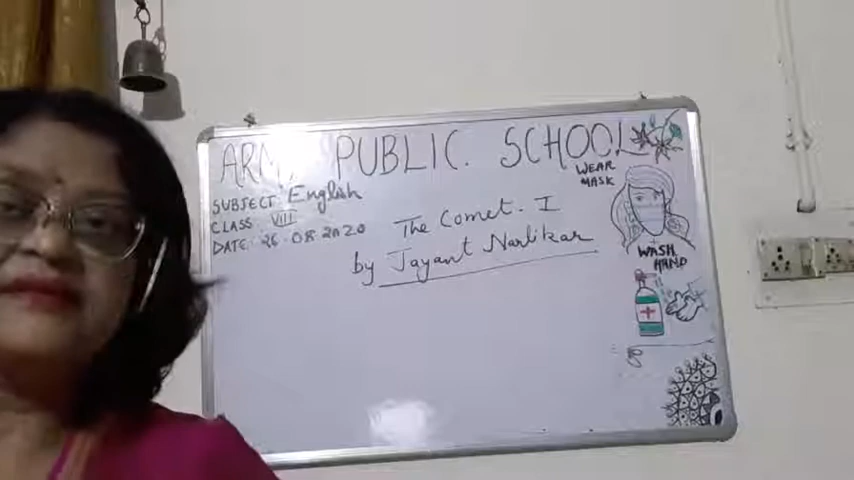 ARMY PUBLIC SCHOOL
SUBJECT: English
CLASS: VIII
DATE: 26.08.2020
The Comet. I
by Jayant Narlikar
WEAR
MASK
WASH
HAND